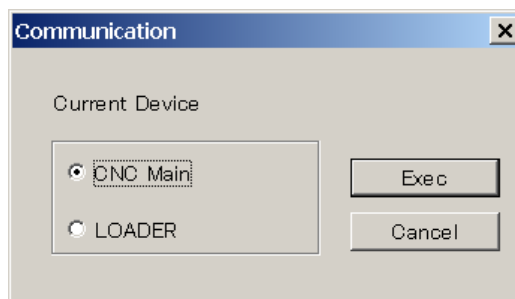 Communication
Current Device
CNC Main
LOADER
Exec
Cancel